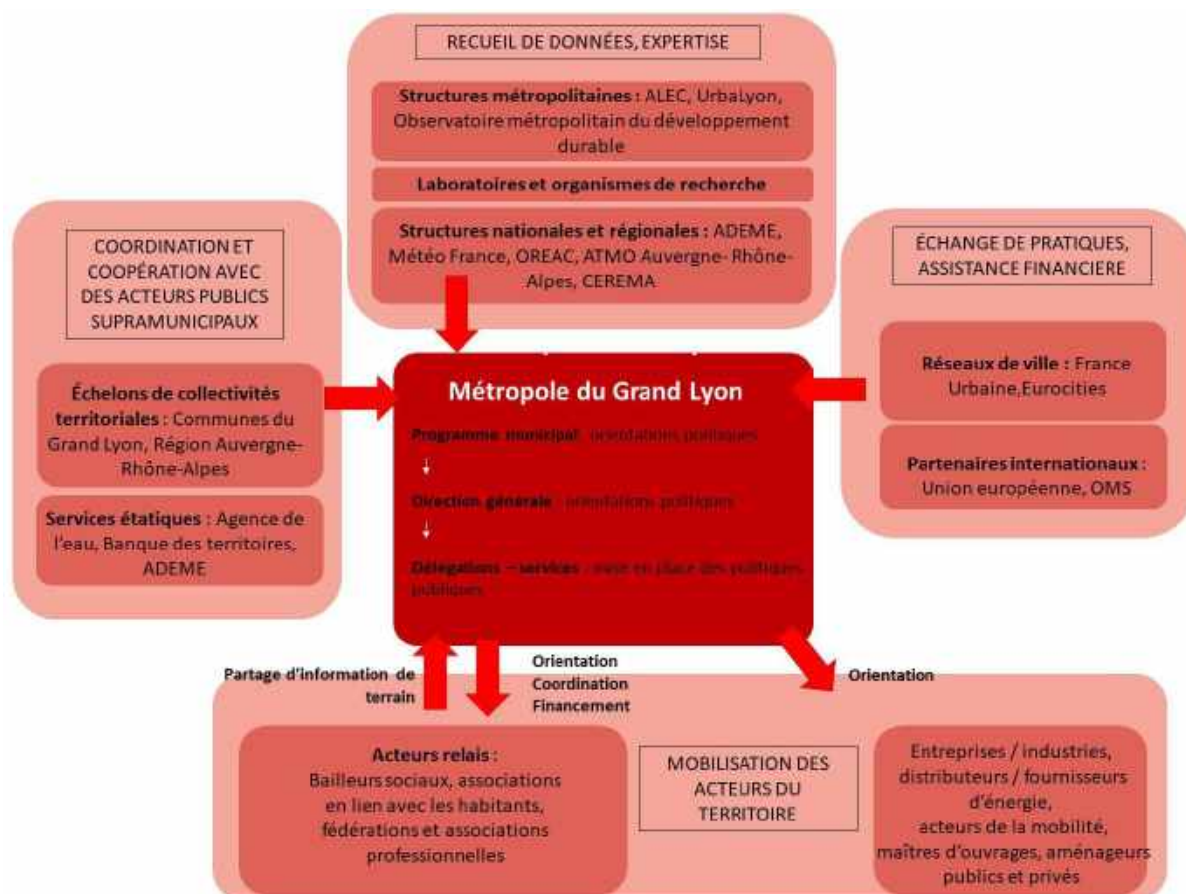 RECUEIL DE DONNÉES, EXPERTISE
Structures métropolitaines : ALEC, UrbaLyon,
Observatoire métropolitain du développement
durable
Laboratoires et organismes de recherche
Structures nationales et régionales : ADEME,
Météo France, OREAC, ATMO Auvergne- Rhône-
Alpes, CEREMA
COORDINATION ET
COOPÉRATION AVEC
DES ACTEURS PUBLICS
SUPRAMUNICIPAUX
Échelons de collectivités
territoriales : Communes du
Grand Lyon, Région Auvergne-
Rhône-Alpes
Services étatiques : Agence de
l'eau, Banque des territoires,
ADEME
ÉCHANGE DE PRATIQUES,
ASSISTANCE FINANCIERE
Réseaux de ville : France
Urbaine,Eurocities
Partenaires internationaux :
Union européenne, OMS
Métropole du Grand Lyon
Programme municipal : orientations politiques
Direction générale : orientations politiques
Délégations – services : mise en place des politiques
publiques
Partage d'information de
terrain
Orientation
Coordination
Financement
Orientation
Acteurs relais :
Bailleurs sociaux, associations
en lien avec les habitants,
fédérations et associations
professionnelles
MOBILISATION DES
ACTEURS DU
TERRITOIRE
Entreprises / industries,
distributeurs / fournisseurs
d'énergie,
acteurs de la mobilité,
maîtres d'ouvrages, aménageurs
publics et privés